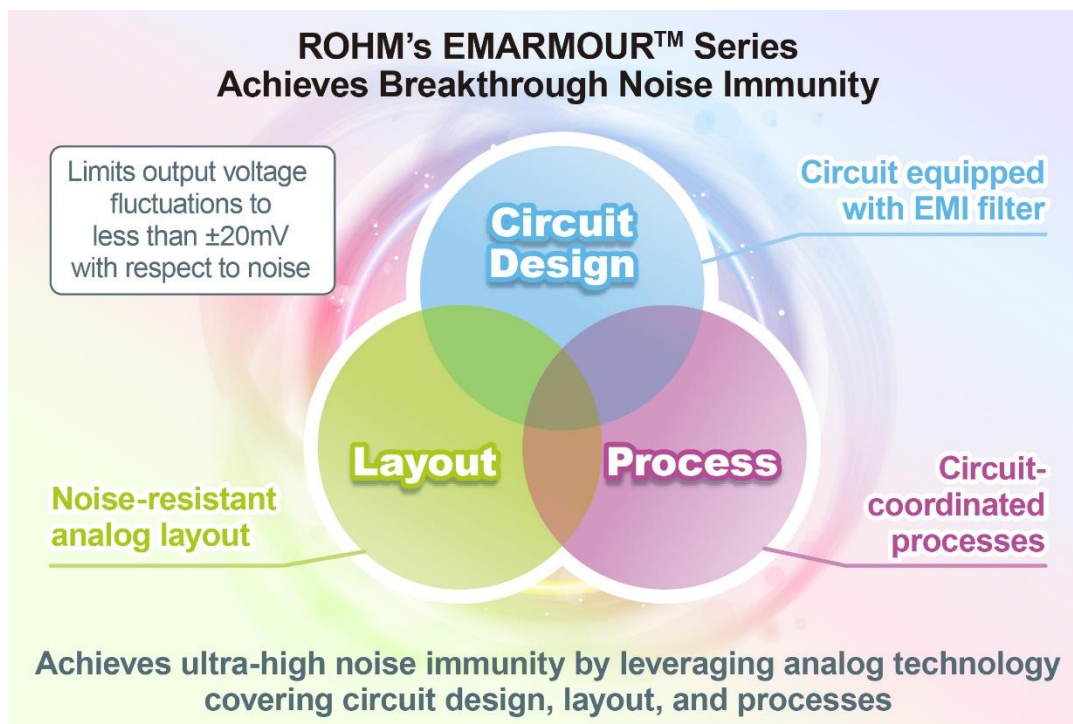 ROHM's EMARMOUR™ Series
Achieves Breakthrough Noise Immunity
Limits output voltage
fluctuations to
less than ±20mV
with respect to noise
Circuit
Design
Circuit equipped
with EMI filter
Layout
Process
Noise-resistant
analog layout
Circuit-
coordinated
processes
Achieves ultra-high noise immunity by leveraging analog technology
covering circuit design, layout, and processes